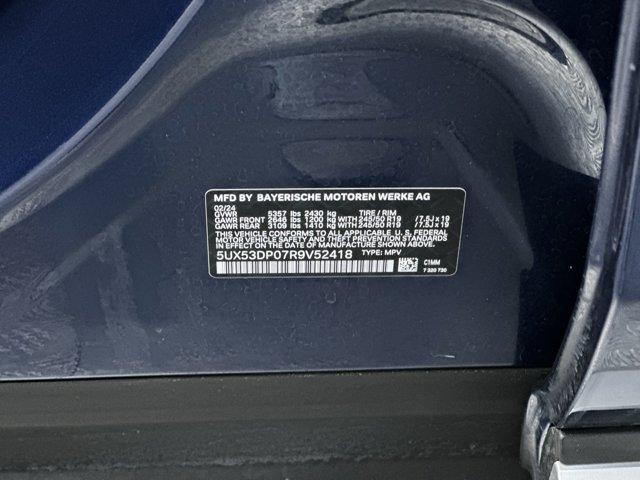 MFD BY BAYERISCHE MOTOREN WERKE AG
02/24
GVWR 5357 lbs 2430 kg TIRE / RIM
GAWR FRONT 2646 lbs 1200 kg WITH 245/50 R19 /7.5J x 19
GAWR REAR 3109 lbs 1410 kg WITH 245/50 R19 /7.5J x 19
THIS VEHICLE CONFORMS TO ALL APPLICABLE U.S. FEDERAL
MOTOR VEHICLE SAFETY AND THEFT PREVENTION STANDARDS
IN EFFECT ON THE DATE OF MANUFACTURE SHOWN ABOVE.
5UX53DP07R9V52418 TYPE: MPV
C1MM
7 320 730